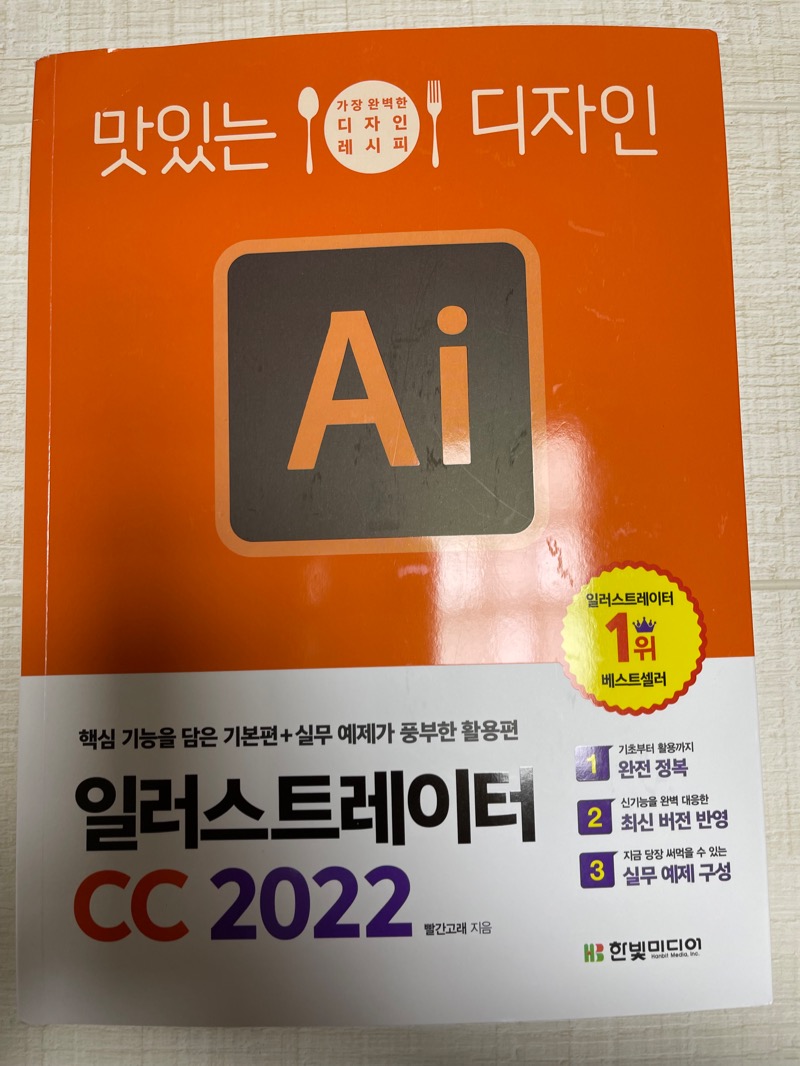 맛있는 디자인
가장 완벽한
디자인
레시피
Ai
일러스트레이터
1위
베스트셀러
핵심 기능을 담은 기본편+실무 예제가 풍부한 활용편
일러스트레이터
CC 2022
빨간고래 지음
1 기초부터 활용까지
완전 정복
2 신기능을 완벽 대응한
최신 버전 반영
3 지금 당장 써먹을 수 있는
실무 예제 구성
HB 한빛미디어
Hanbit Media, Inc.